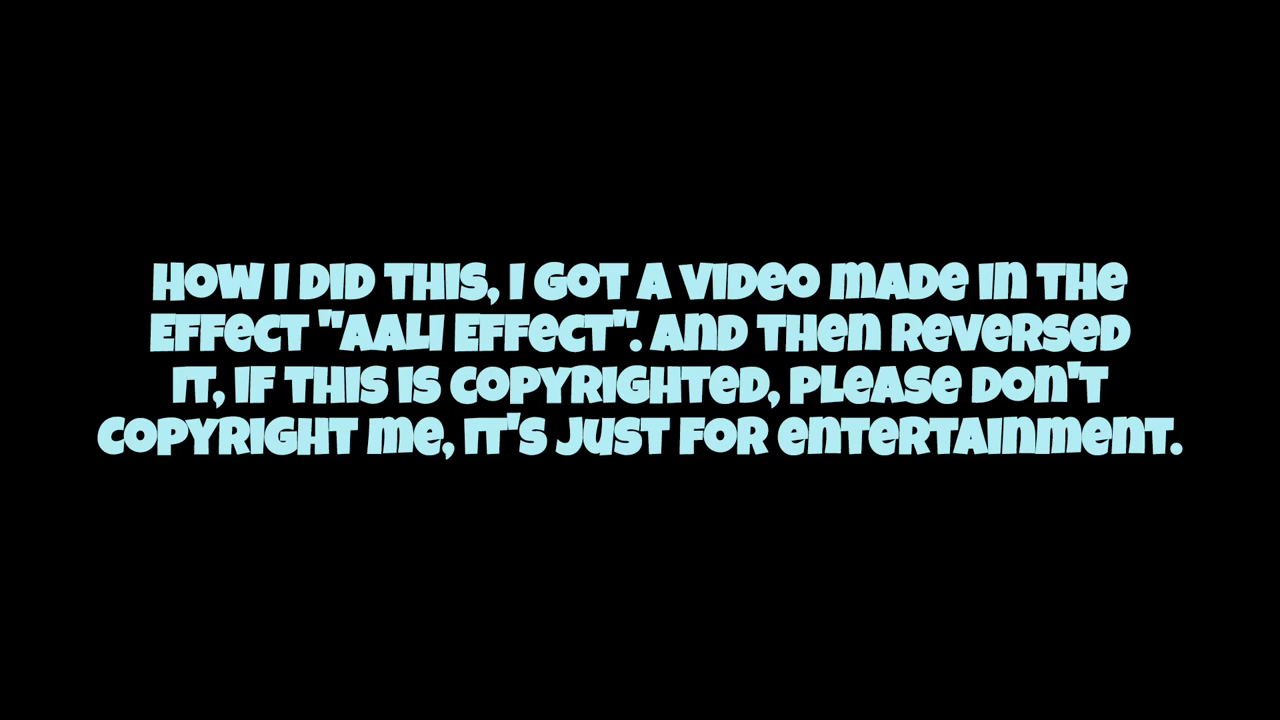 How I did this, I got a video made in the
Effect "Aali Effect". And then Reversed
it, if this is copyrighted, please don't
copyright me, it's just for entertainment.